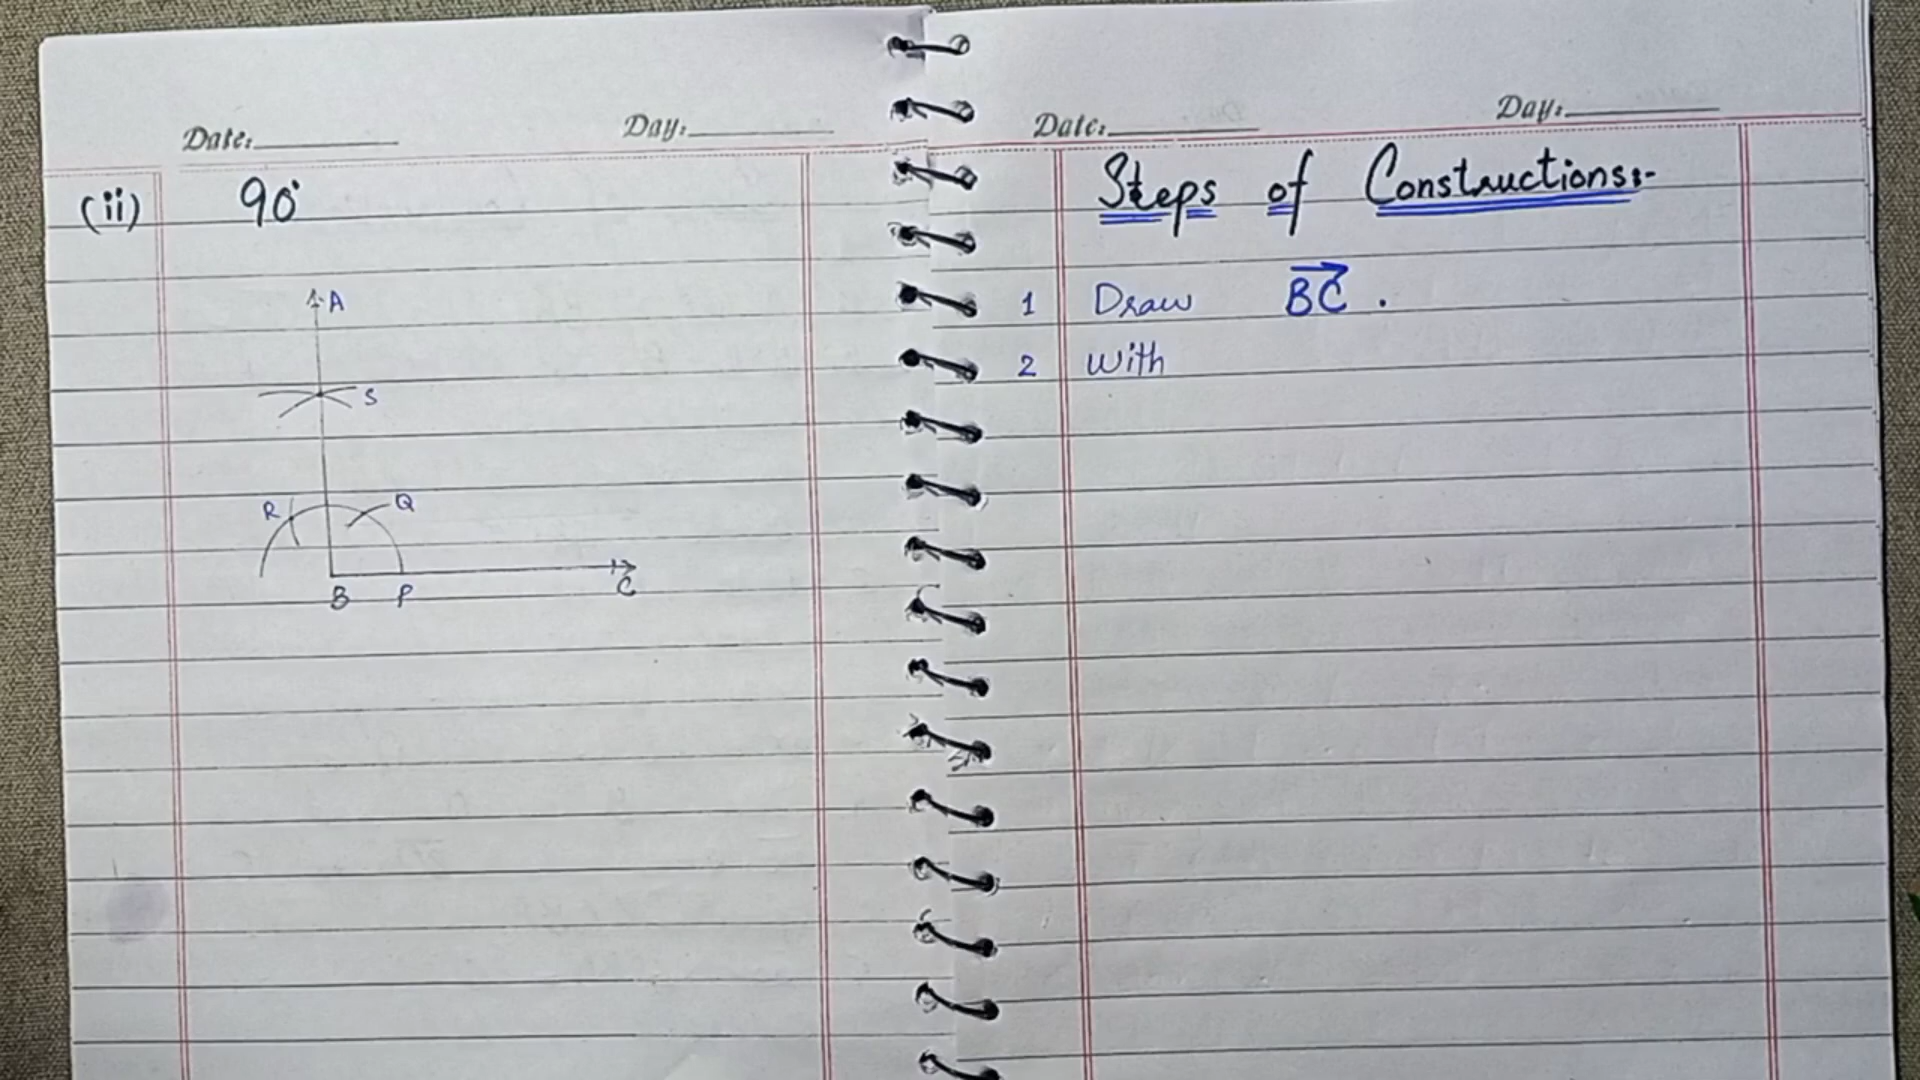 Date: Day:
(ii) 90°
A
S
R Q
B P C
Date: Day:
Steps of Constructions:-
1 Draw BC→ .
2 With